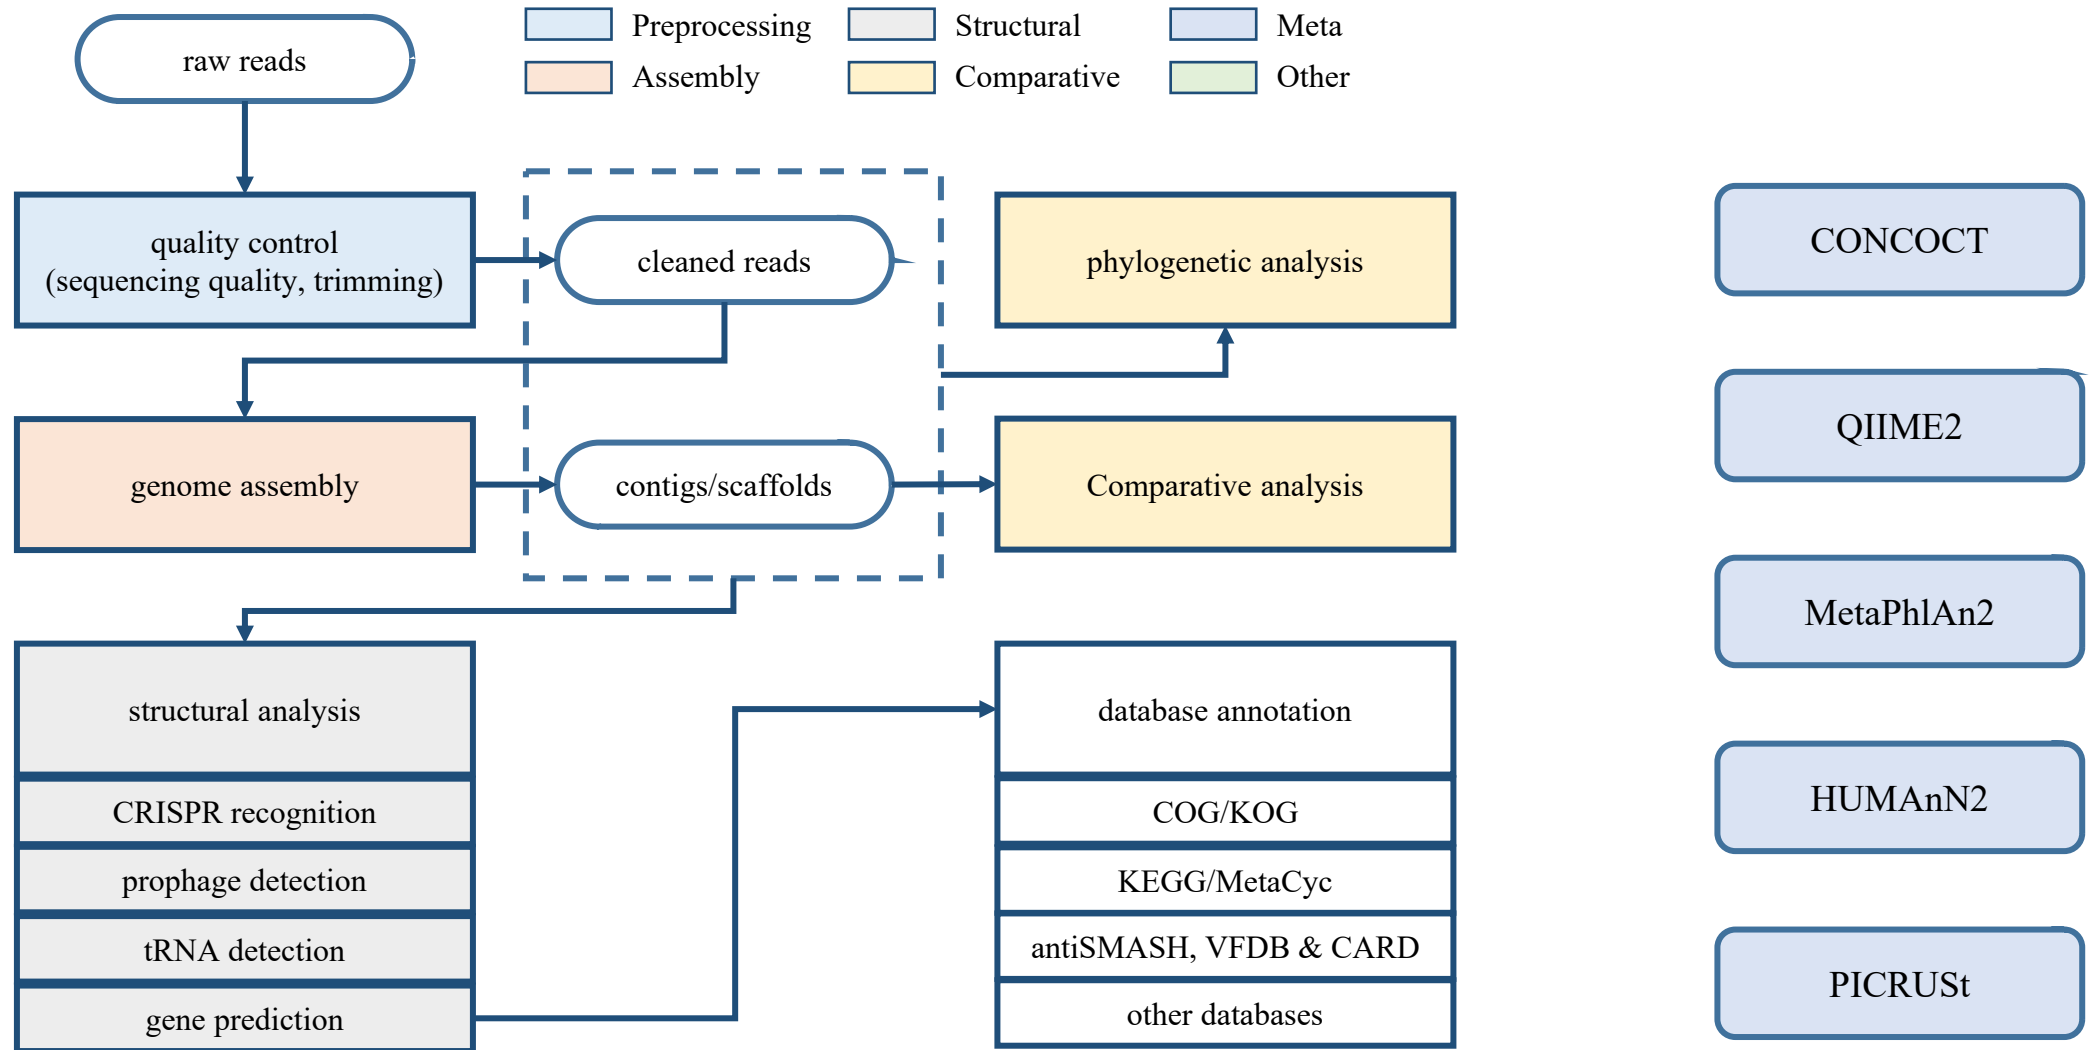 raw reads
Preprocessing
Structural
Meta
Assembly
Comparative
Other
quality control
(sequencing quality, trimming)
cleaned reads
phylogenetic analysis
CONCOCT
QIIME2
genome assembly
contigs/scaffolds
Comparative analysis
MetaPhlAn2
structural analysis
database annotation
CRISPR recognition
COG/KOG
HUMAnN2
prophage detection
KEGG/MetaCyc
tRNA detection
antiSMASH, VFDB & CARD
gene prediction
other databases
PICRUSt